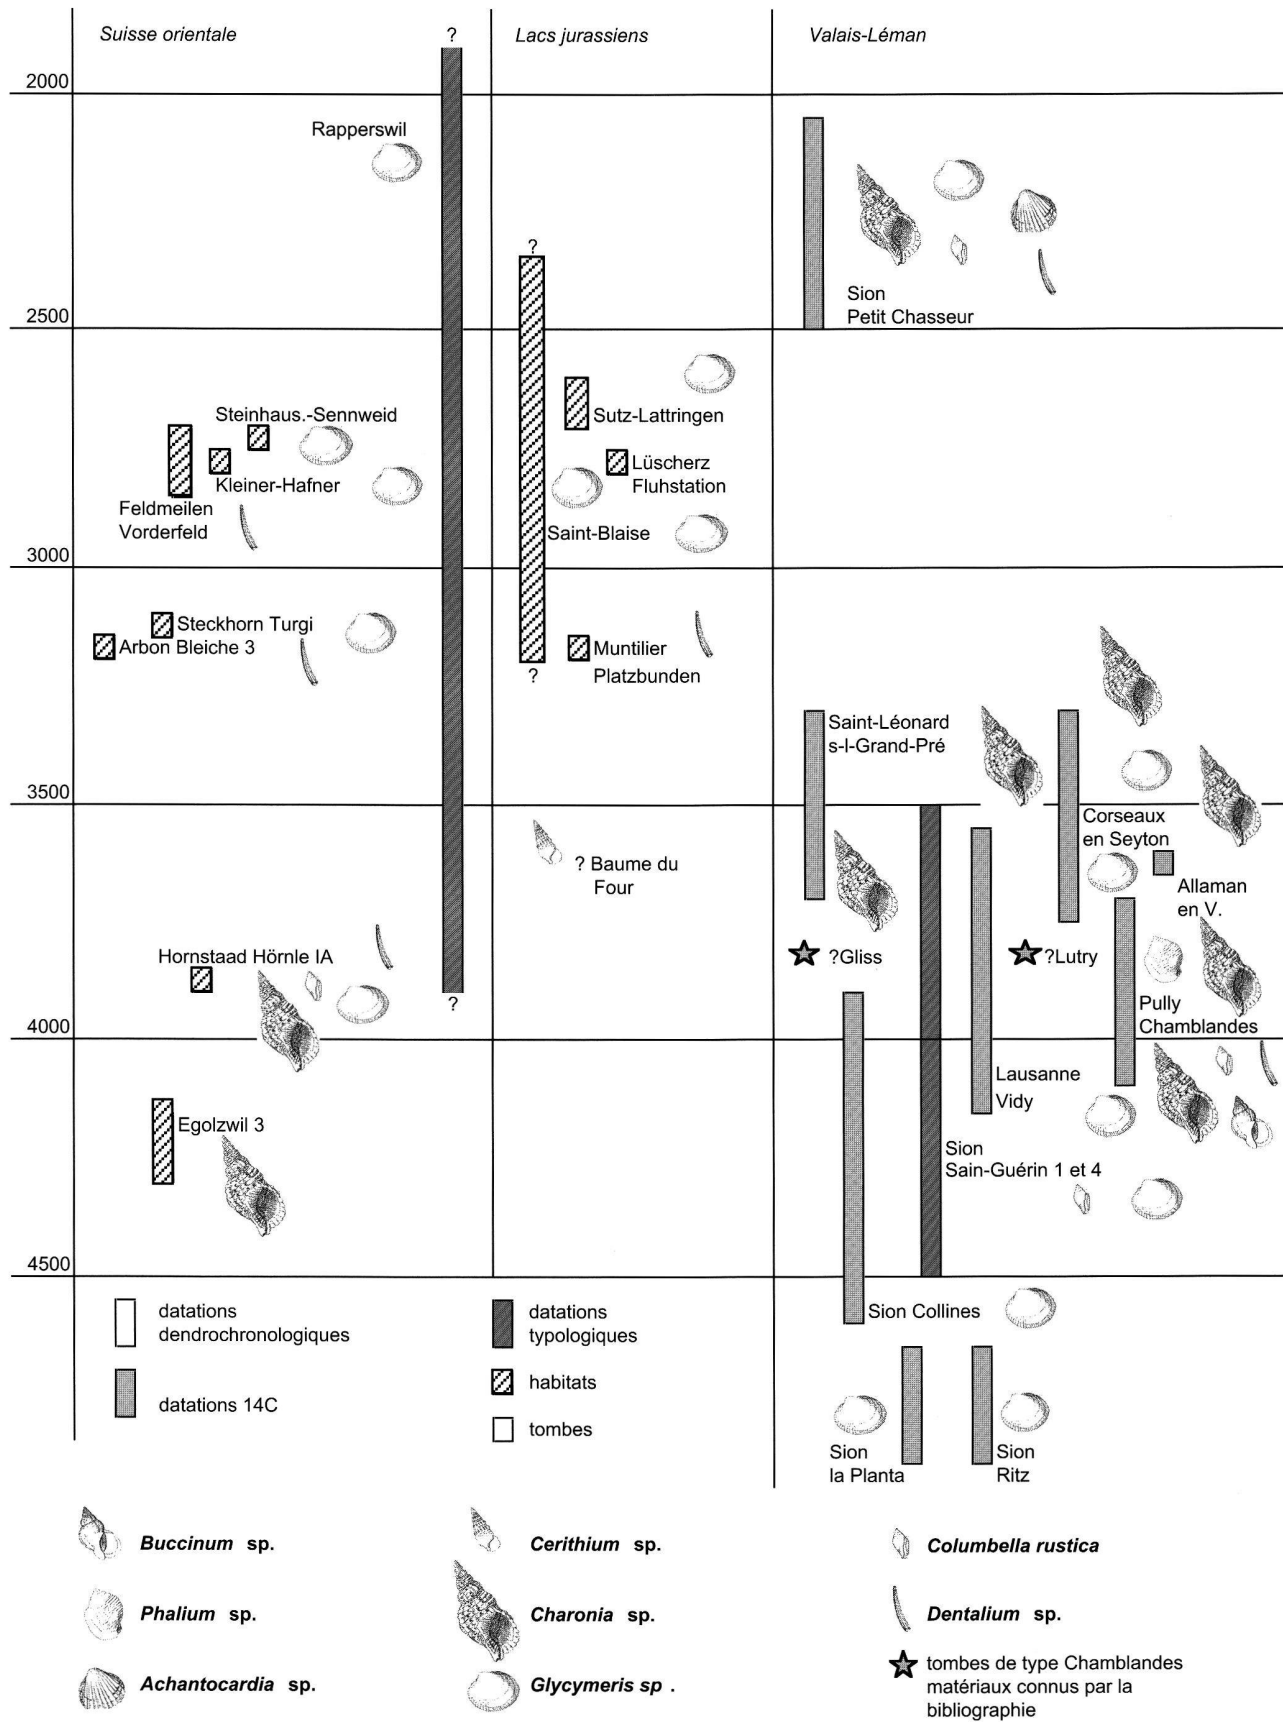 Suisse orientale
?
Lacs jurassiens
Valais-Léman
2000
Rapperswil
?
Sion
Petit Chasseur
2500
Steinhaus.-Sennweid
Kleiner-Hafner
Feldmeilen
Vorderfeld
Sutz-Lattringen
Lüscherz
Fluhstation
Saint-Blaise
3000
Steckhorn Turgi
Arbon Bleiche 3
?
Muntilier
Platzbunden
Saint-Léonard
s-l-Grand-Pré
3500
? Baume du
Four
Corseaux
en Seyton
Allaman
en V.
Hornstaad Hörnle IA
?
?Gliss
?Lutry
Pully
Chamblandes
4000
Egolzwil 3
Lausanne
Vidy
Sion
Sain-Guérin 1 et 4
4500
Sion Collines
Sion
la Planta
Sion
Ritz
datations
dendrochronologiques
datations 14C
datations
typologiques
habitats
tombes
Buccinum sp.
Cerithium sp.
Columbella rustica
Phalium sp.
Charonia sp.
Dentalium sp.
Achantocardia sp.
Glycymeris sp .
tombes de type Chamblandes
matériaux connus par la
bibliographie